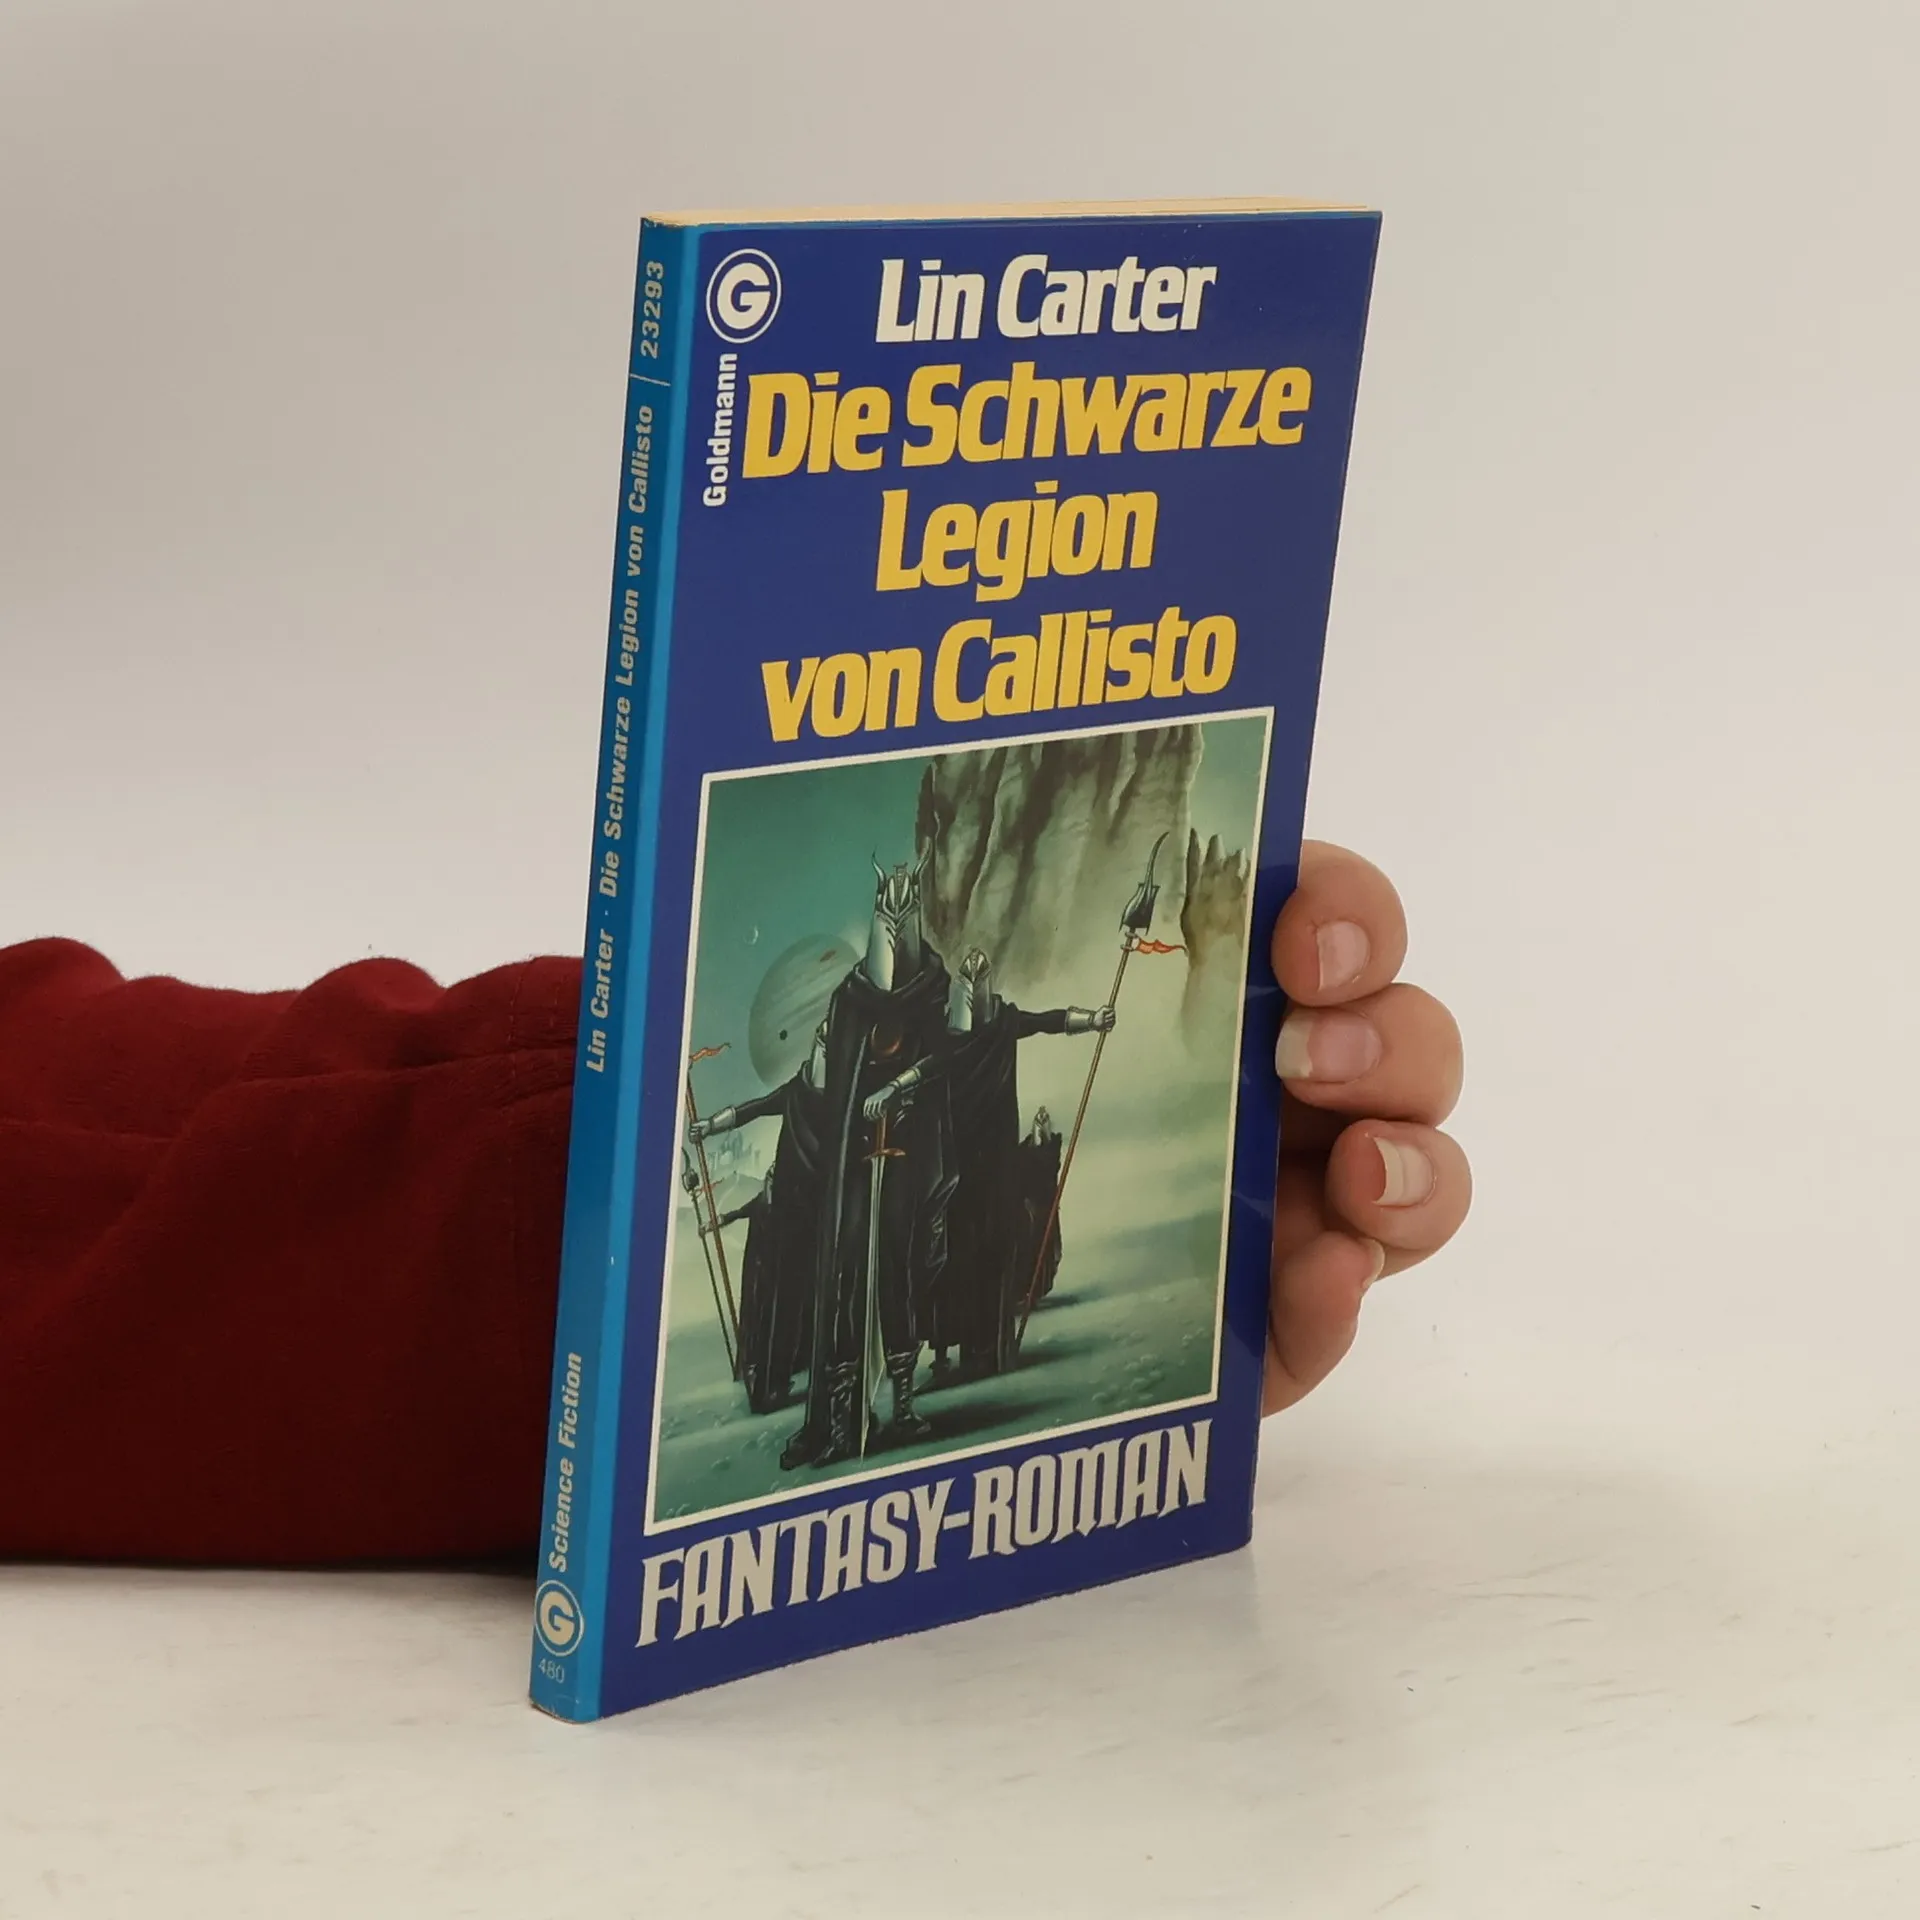 Lin Carter
Die Schwarze
Legion
von Callisto
G
Goldmann
FANTASY-ROMAN
Lin Carter · Die Schwarze Legion von Callisto | 23293
Science Fiction
G
480